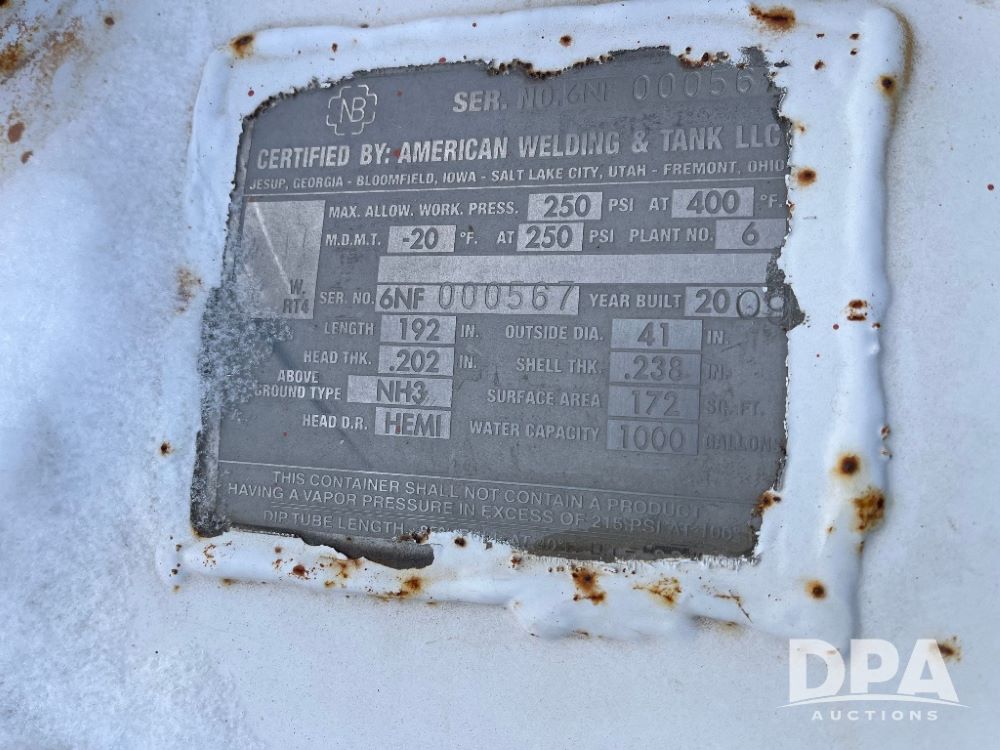 NB
SER. NO. 6NF 000567
CERTIFIED BY: AMERICAN WELDING & TANK LLC
JESUP, GEORGIA - BLOOMFIELD, IOWA - SALT LAKE CITY, UTAH - FREMONT, OHIO
MAX. ALLOW. WORK. PRESS. 250 PSI AT 400 °F.
M.D.M.T. -20 °F. AT 250 PSI PLANT NO. 6
W.
RT4
SER. NO. 6NF 000567 YEAR BUILT 2009
LENGTH 192 IN. OUTSIDE DIA. 41 IN.
HEAD THK. .202 IN. SHELL THK. .238 IN.
ABOVE GROUND TYPE NH3 SURFACE AREA 172 SQ. FT.
HEAD D.R. HEMI WATER CAPACITY 1000 GALLONS
THIS CONTAINER SHALL NOT CONTAIN A PRODUCT
HAVING A VAPOR PRESSURE IN EXCESS OF 215 PSI AT 100°
DIP TUBE LENGTH - AT
DPA
AUCTIONS